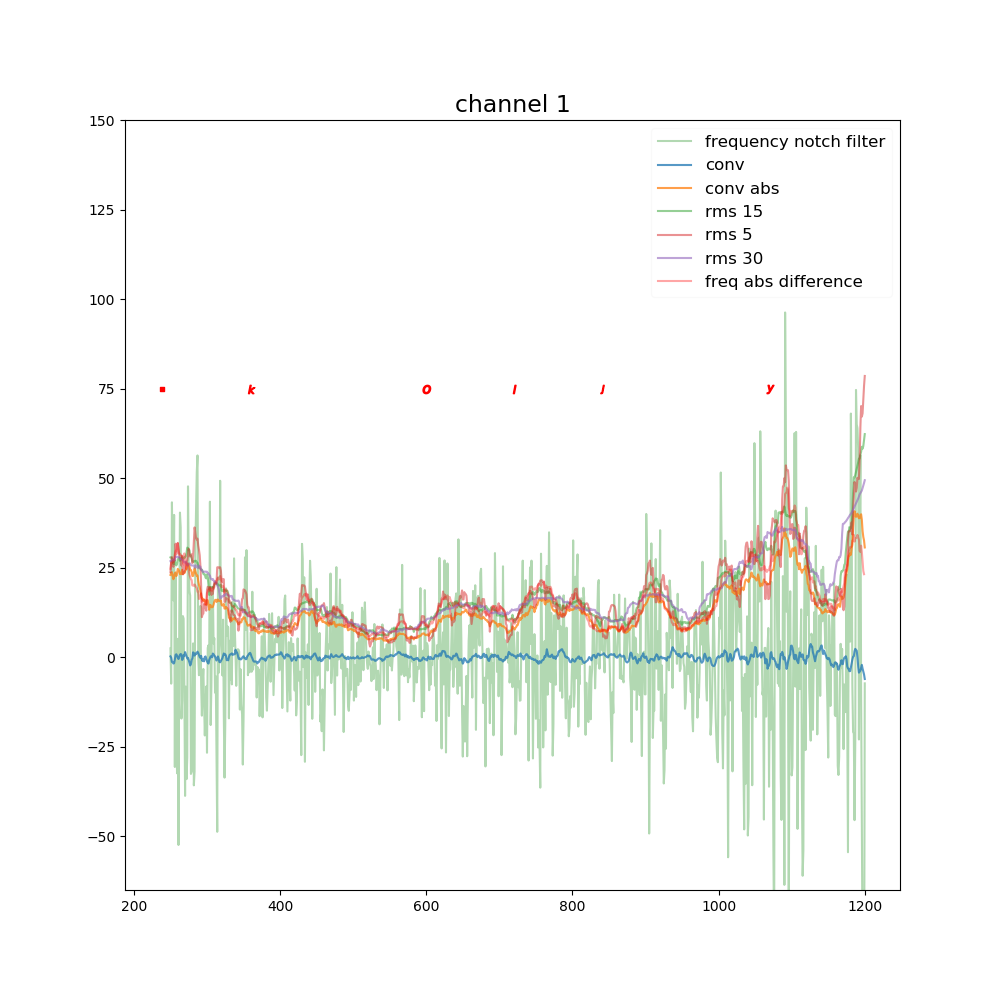 channel 1
150
frequency notch filter
conv
conv abs
rms 15
rms 5
rms 30
freq abs difference
125
100
75
50
25
0
−25
−50
k O l J y
200 400 600 800 1000 1200